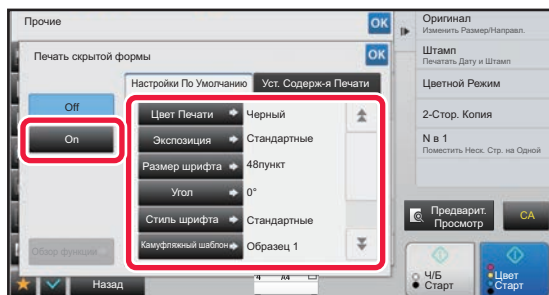 Прочие
OK
Печать скрытой формы
OK
Настройки По Умолчанию
Уст. Содерж-я Печати
Off
On
Цвет Печати
Черный
Экспозиция
Стандартные
Размер шрифта
48пункт
Угол
0°
Стиль шрифта
Стандартные
Камуфляжный шаблон
Образец 1
Обзор функции
Назад
A4
Оригинал
Изменить Размер/Направл.
Штамп
Печатать Дату и Штамп
Цветной Режим
2-Стор. Копия
N в 1
Поместить Неск. Стр. на Одной
Предварит.
Просмотр
CA
Ч/Б
Старт
Цвет
Старт